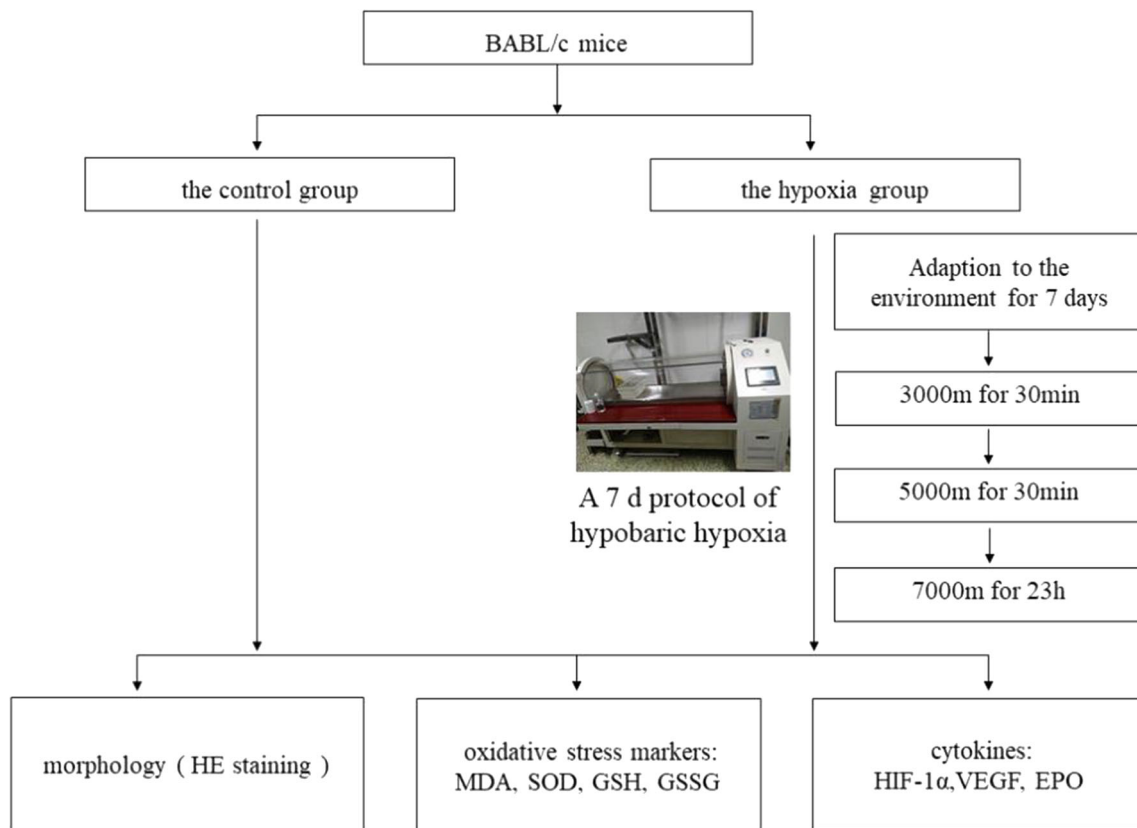 BABL/c mice
the control group
the hypoxia group
Adaption to the
environment for 7 days
3000m for 30min
5000m for 30min
7000m for 23h
A 7 d protocol of
hypobaric hypoxia
morphology ( HE staining )
oxidative stress markers:
MDA, SOD, GSH, GSSG
cytokines:
HIF-1α,VEGF, EPO